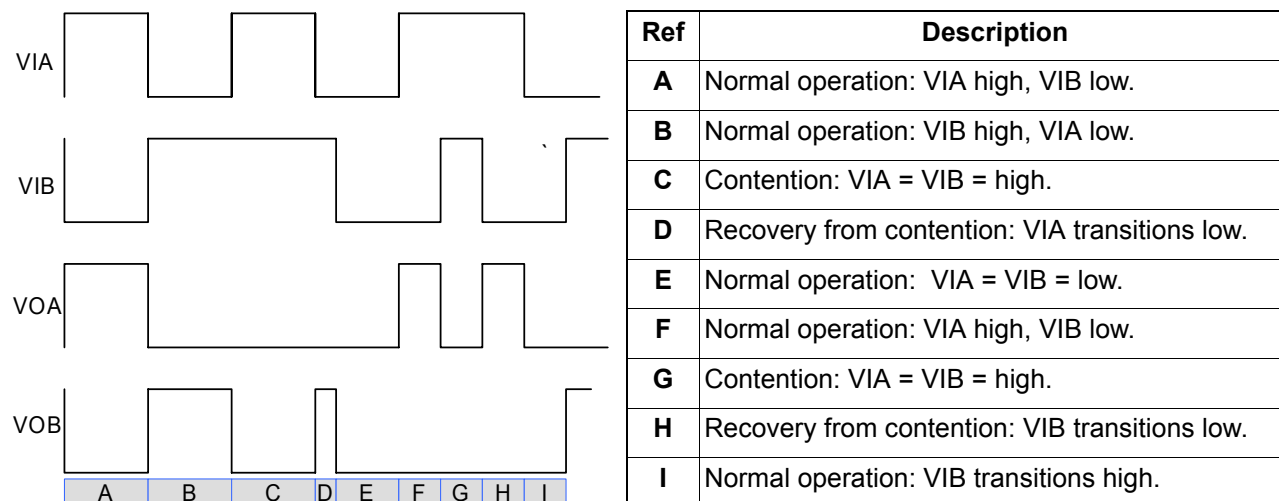 VIA
VIB
`
VOA
VOB
A B C D E F G H I
Ref Description
A Normal operation: VIA high, VIB low.
B Normal operation: VIB high, VIA low.
C Contention: VIA = VIB = high.
D Recovery from contention: VIA transitions low.
E Normal operation: VIA = VIB = low.
F Normal operation: VIA high, VIB low.
G Contention: VIA = VIB = high.
H Recovery from contention: VIB transitions low.
I Normal operation: VIB transitions high.